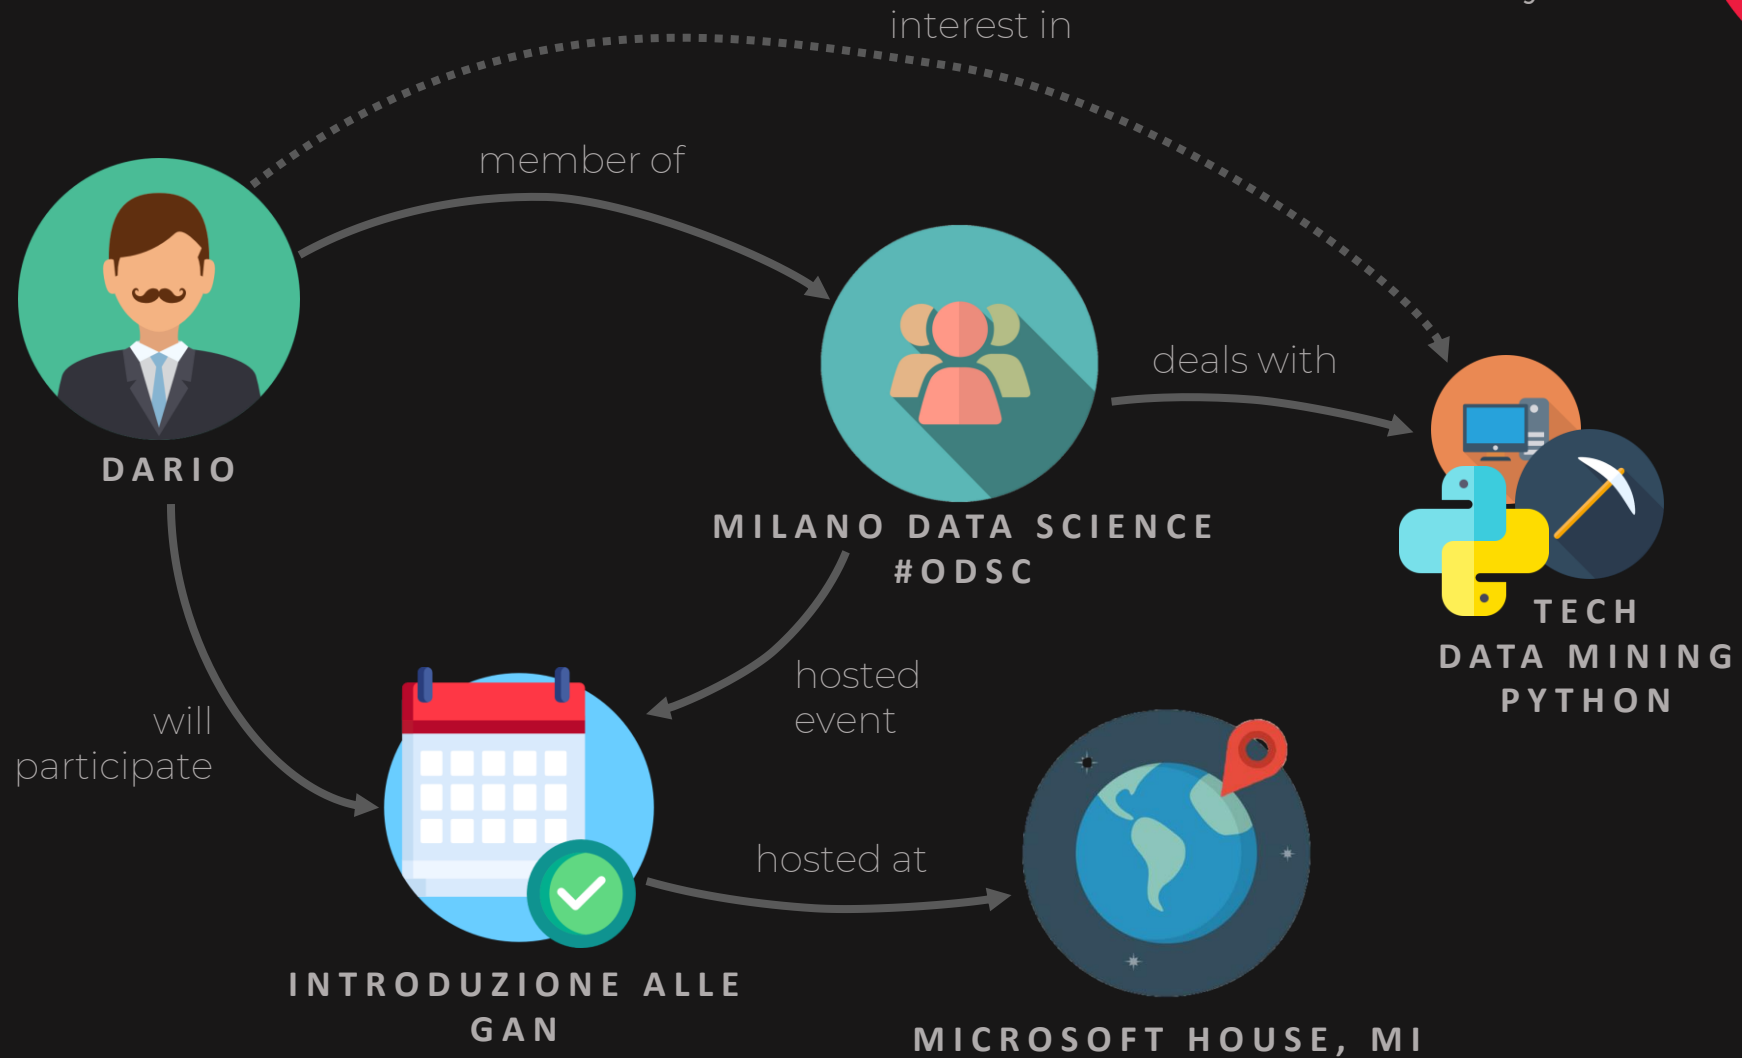 interest in
member of
deals with
DARIO
MILANO DATA SCIENCE
#ODSC
TECH
DATA MINING
PYTHON
hosted
event
will
participate
hosted at
INTRODUZIONE ALLE
GAN
MICROSOFT HOUSE, MI